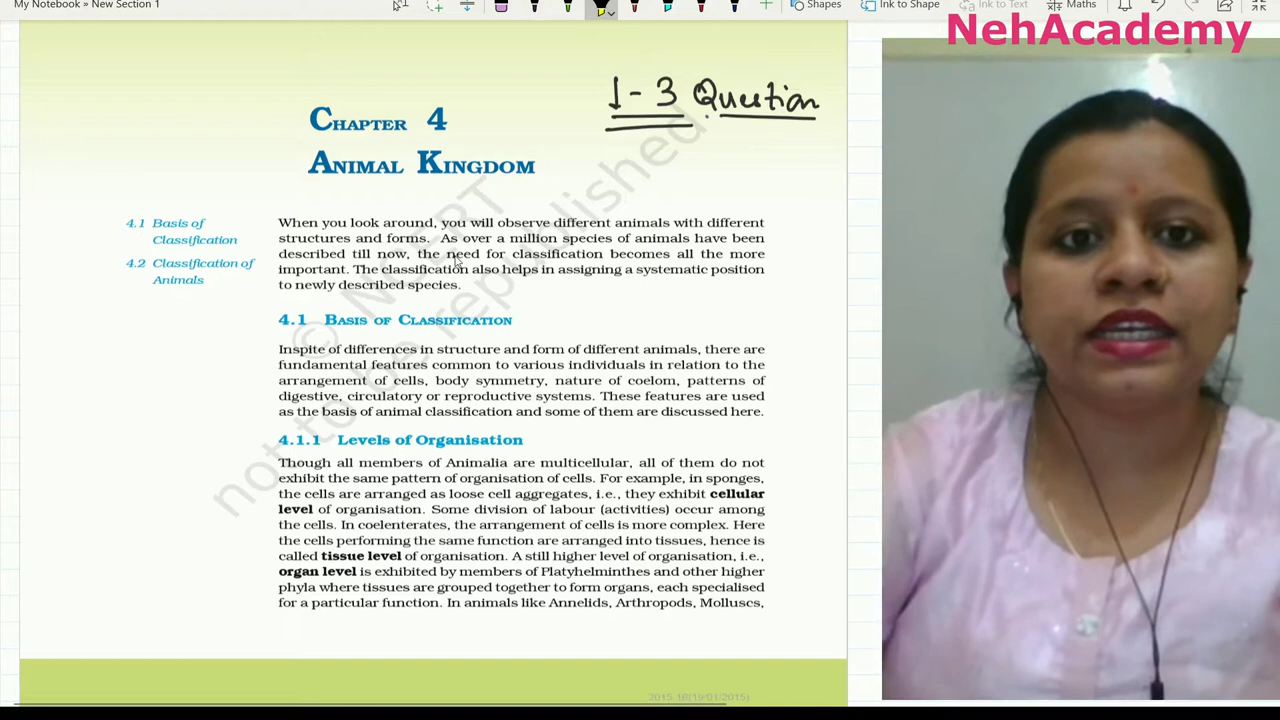 My Notebook » New Section 1
Shapes
Ink to Shape
Ink to Text
Maths
NehAcademy
1 - 3 Question
CHAPTER 4
ANIMAL KINGDOM
4.1 Basis of
Classification
4.2 Classification of
Animals
When you look around, you will observe different animals with different
structures and forms. As over a million species of animals have been
described till now, the need for classification becomes all the more
important. The classification also helps in assigning a systematic position
to newly described species.
4.1 BASIS OF CLASSIFICATION
Inspite of differences in structure and form of different animals, there are
fundamental features common to various individuals in relation to the
arrangement of cells, body symmetry, nature of coelom, patterns of
digestive, circulatory or reproductive systems. These features are used
as the basis of animal classification and some of them are discussed here.
4.1.1 Levels of Organisation
Though all members of Animalia are multicellular, all of them do not
exhibit the same pattern of organisation of cells. For example, in sponges,
the cells are arranged as loose cell aggregates, i.e., they exhibit cellular
level of organisation. Some division of labour (activities) occur among
the cells. In coelenterates, the arrangement of cells is more complex. Here
the cells performing the same function are arranged into tissues, hence is
called tissue level of organisation. A still higher level of organisation, i.e.,
organ level is exhibited by members of Platyhelminthes and other higher
phyla where tissues are grouped together to form organs, each specialised
for a particular function. In animals like Annelids, Arthropods, Molluscs,
© NCERT
not to be republished
2015-16(19/01/2015)